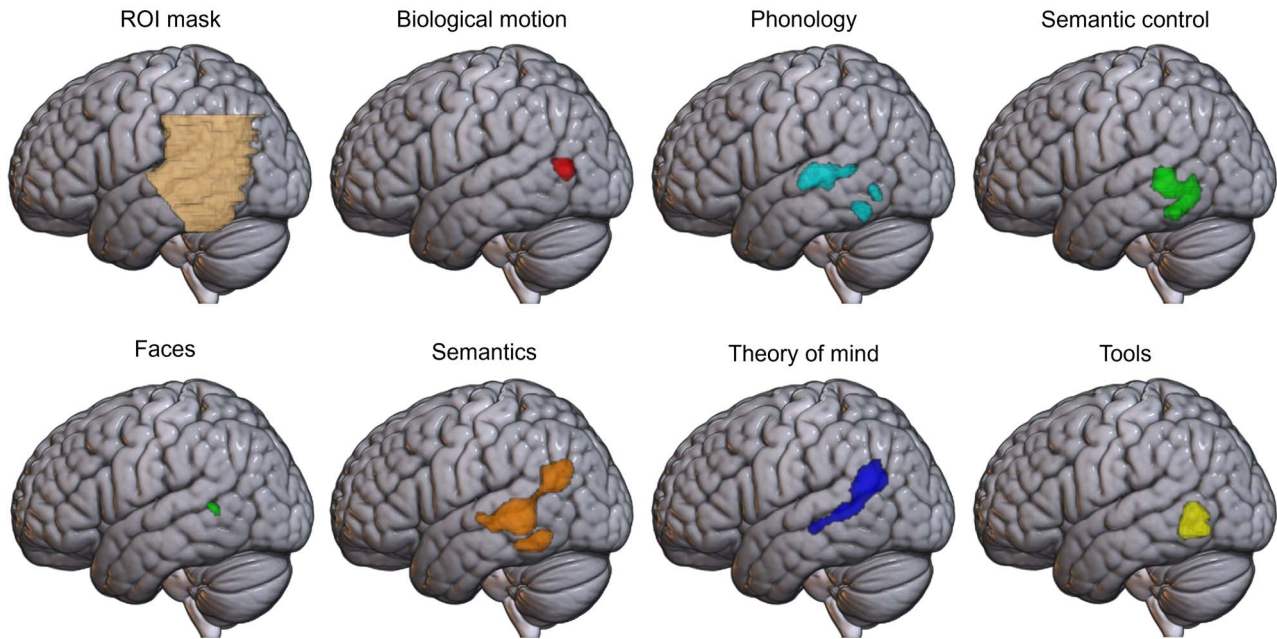 ROI mask
Biological motion
Phonology
Semantic control
Faces
Semantics
Theory of mind
Tools